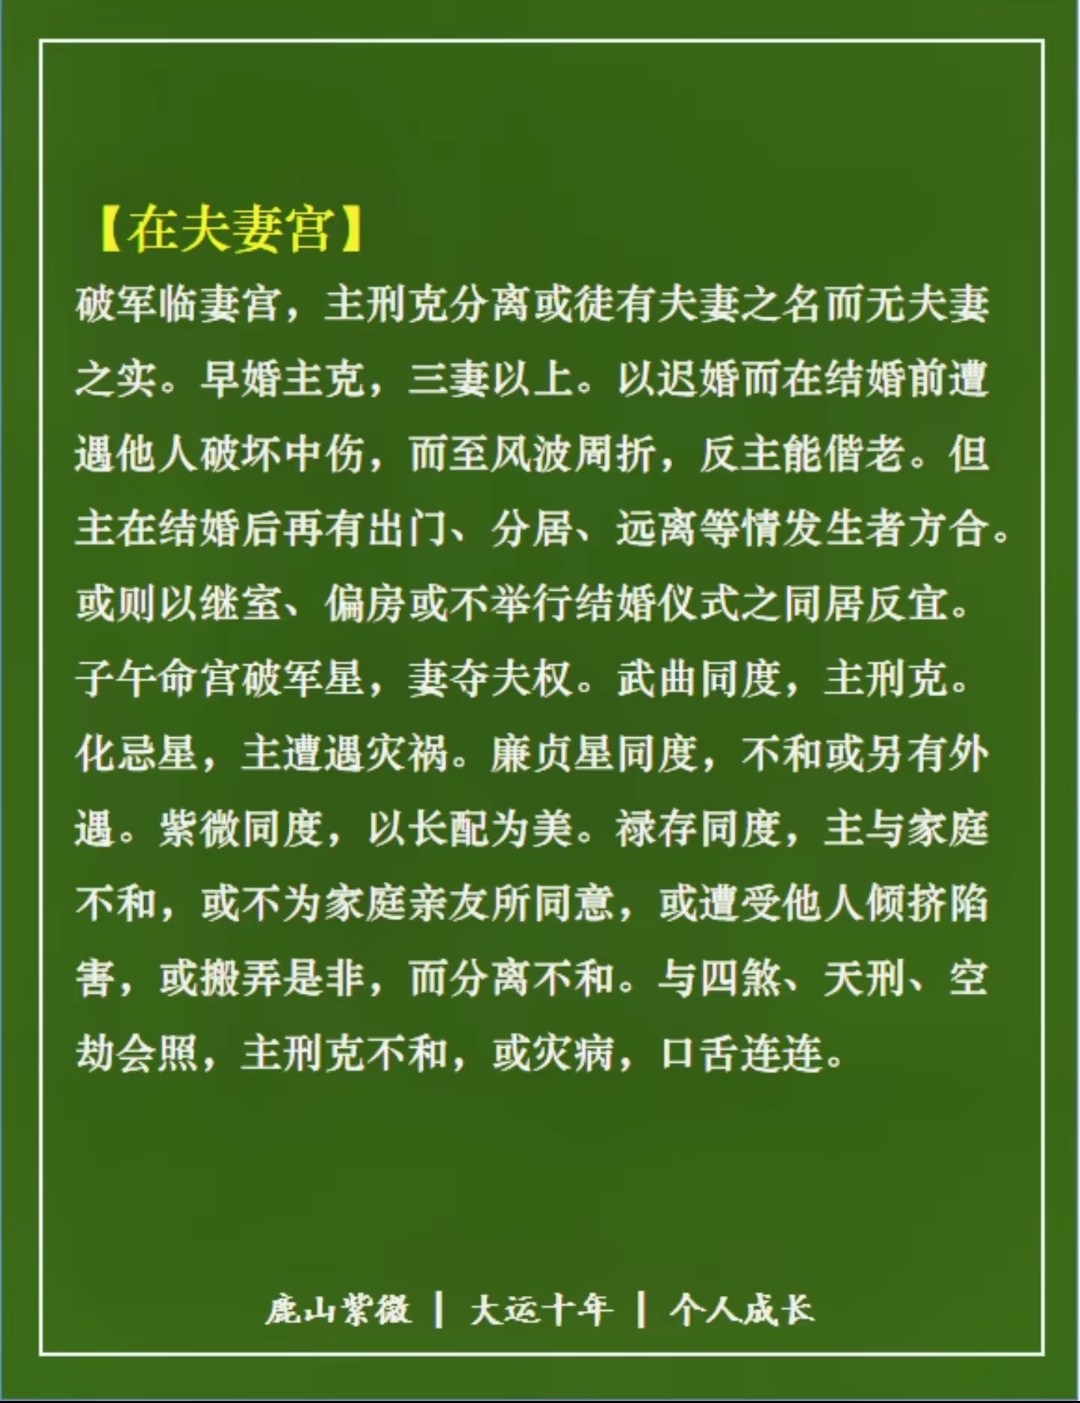 【在夫妻宫】
破军临妻宫，主刑克分离或徒有夫妻之名而无夫妻
之实。早婚主克，三妻以上。以迟婚而在结婚前遭
遇他人破坏中伤，而至风波周折，反主能偕老。但
主在结婚后再有出门、分居、远离等情发生者方合。
或则以继室、偏房或不举行结婚仪式之同居反宜。
子午命宫破军星，妻夺夫权。武曲同度，主刑克。
化忌星，主遭遇灾祸。廉贞星同度，不和或另有外
遇。紫微同度，以长配为美。禄存同度，主与家庭
不和，或不为家庭亲友所同意，或遭受他人倾挤陷
害，或搬弄是非，而分离不和。与四煞、天刑、空
劫会照，主刑克不和，或灾病，口舌连连。
鹿山紫微 | 大运十年 | 个人成长